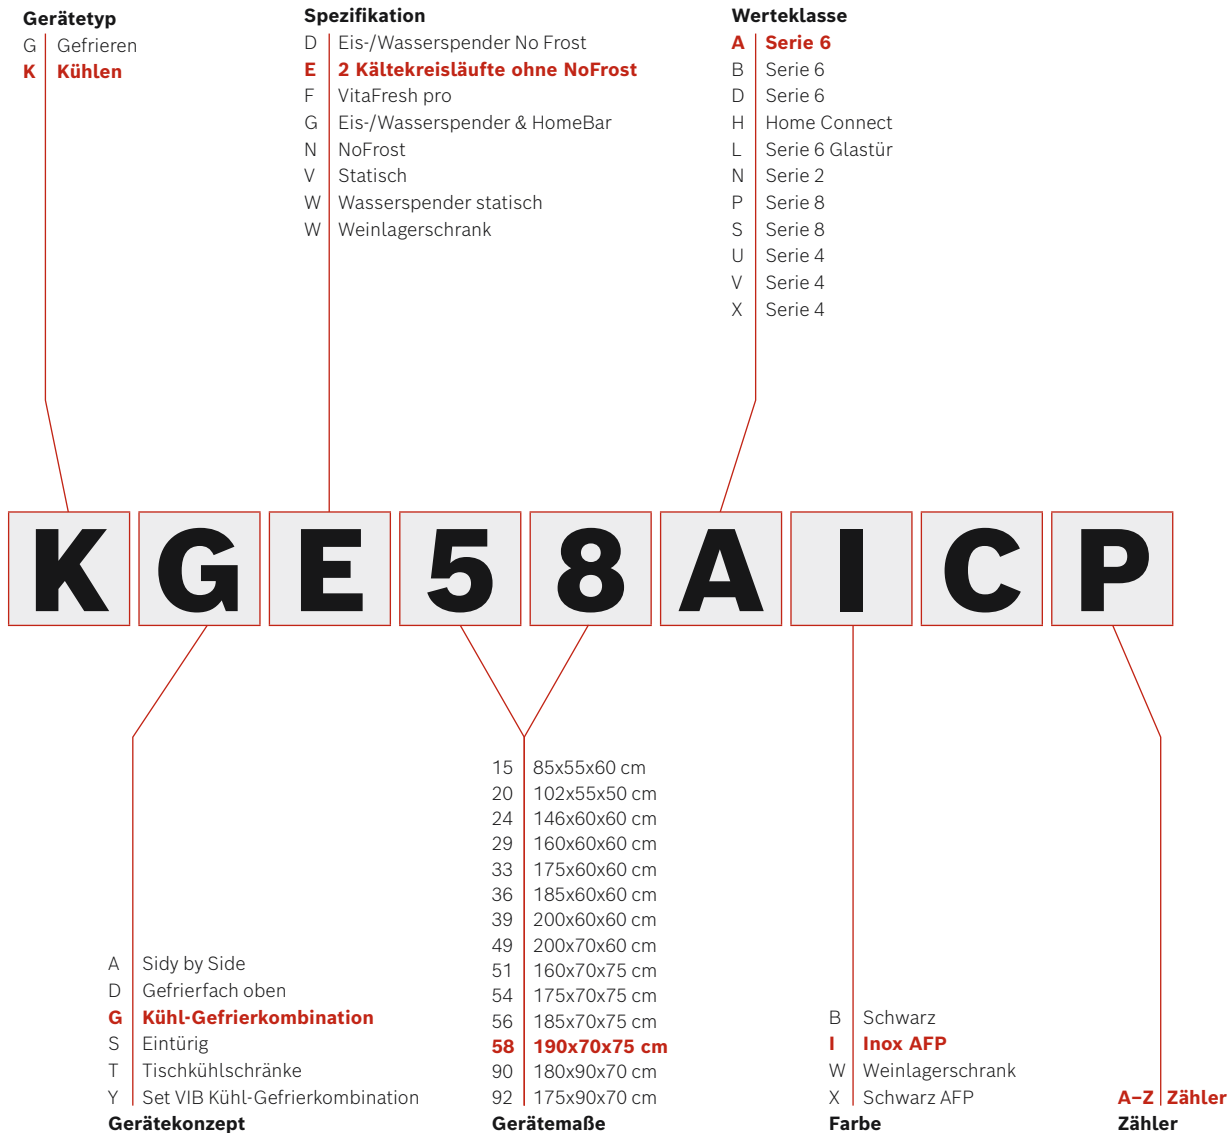 Gerätetyp
G Gefrieren
K Kühlen
Spezifikation
D Eis-/Wasserspender No Frost
E 2 Kältekreisläufte ohne NoFrost
F VitaFresh pro
G Eis-/Wasserspender & HomeBar
N NoFrost
V Statisch
W Wasserspender statisch
W Weinlagerschrank
Werteklasse
A Serie 6
B Serie 6
D Serie 6
H Home Connect
L Serie 6 Glastür
N Serie 2
P Serie 8
S Serie 8
U Serie 4
V Serie 4
X Serie 4
K G E 5 8 A I C P
A Sidy by Side
D Gefrierfach oben
G Kühl-Gefrierkombination
S Eintürig
T Tischkühlschränke
Y Set VIB Kühl-Gefrierkombination
Gerätekonzept
15 85x55x60 cm
20 102x55x50 cm
24 146x60x60 cm
29 160x60x60 cm
33 175x60x60 cm
36 185x60x60 cm
39 200x60x60 cm
49 200x70x60 cm
51 160x70x75 cm
54 175x70x75 cm
56 185x70x75 cm
58 190x70x75 cm
90 180x90x70 cm
92 175x90x70 cm
Gerätemaße
B Schwarz
I Inox AFP
W Weinlagerschrank
X Schwarz AFP
Farbe
A–Z Zähler
Zähler